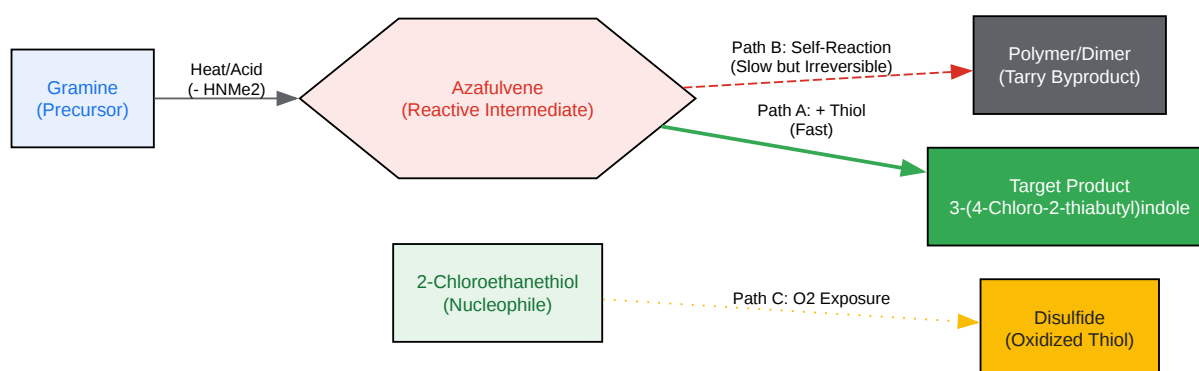 Gramine
(Precursor)
Heat/Acid
(- HNMe2)
Azafulvene
(Reactive Intermediate)
Path B: Self-Reaction
(Slow but Irreversible)
Polymer/Dimer
(Tarry Byproduct)
Path A: + Thiol
(Fast)
Target Product
3-(4-Chloro-2-thiabutyl)indole
2-Chloroethanethiol
(Nucleophile)
Path C: O2 Exposure
Disulfide
(Oxidized Thiol)